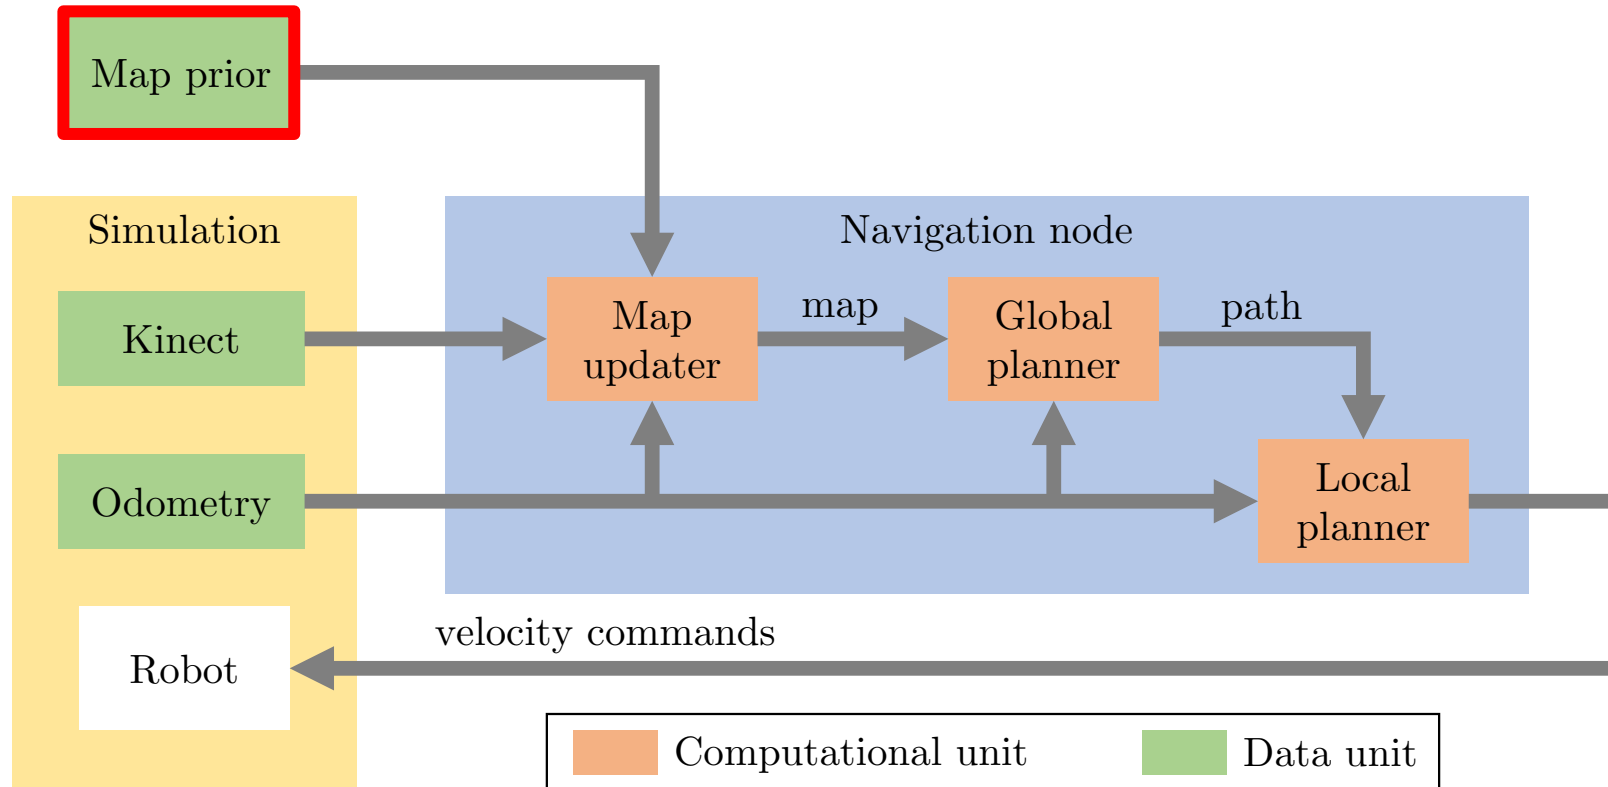 Map prior
Simulation
Navigation node
Kinect
Map
updater
map
Global
planner
path
Odometry
Local
planner
velocity commands
Robot
Computational unit
Data unit